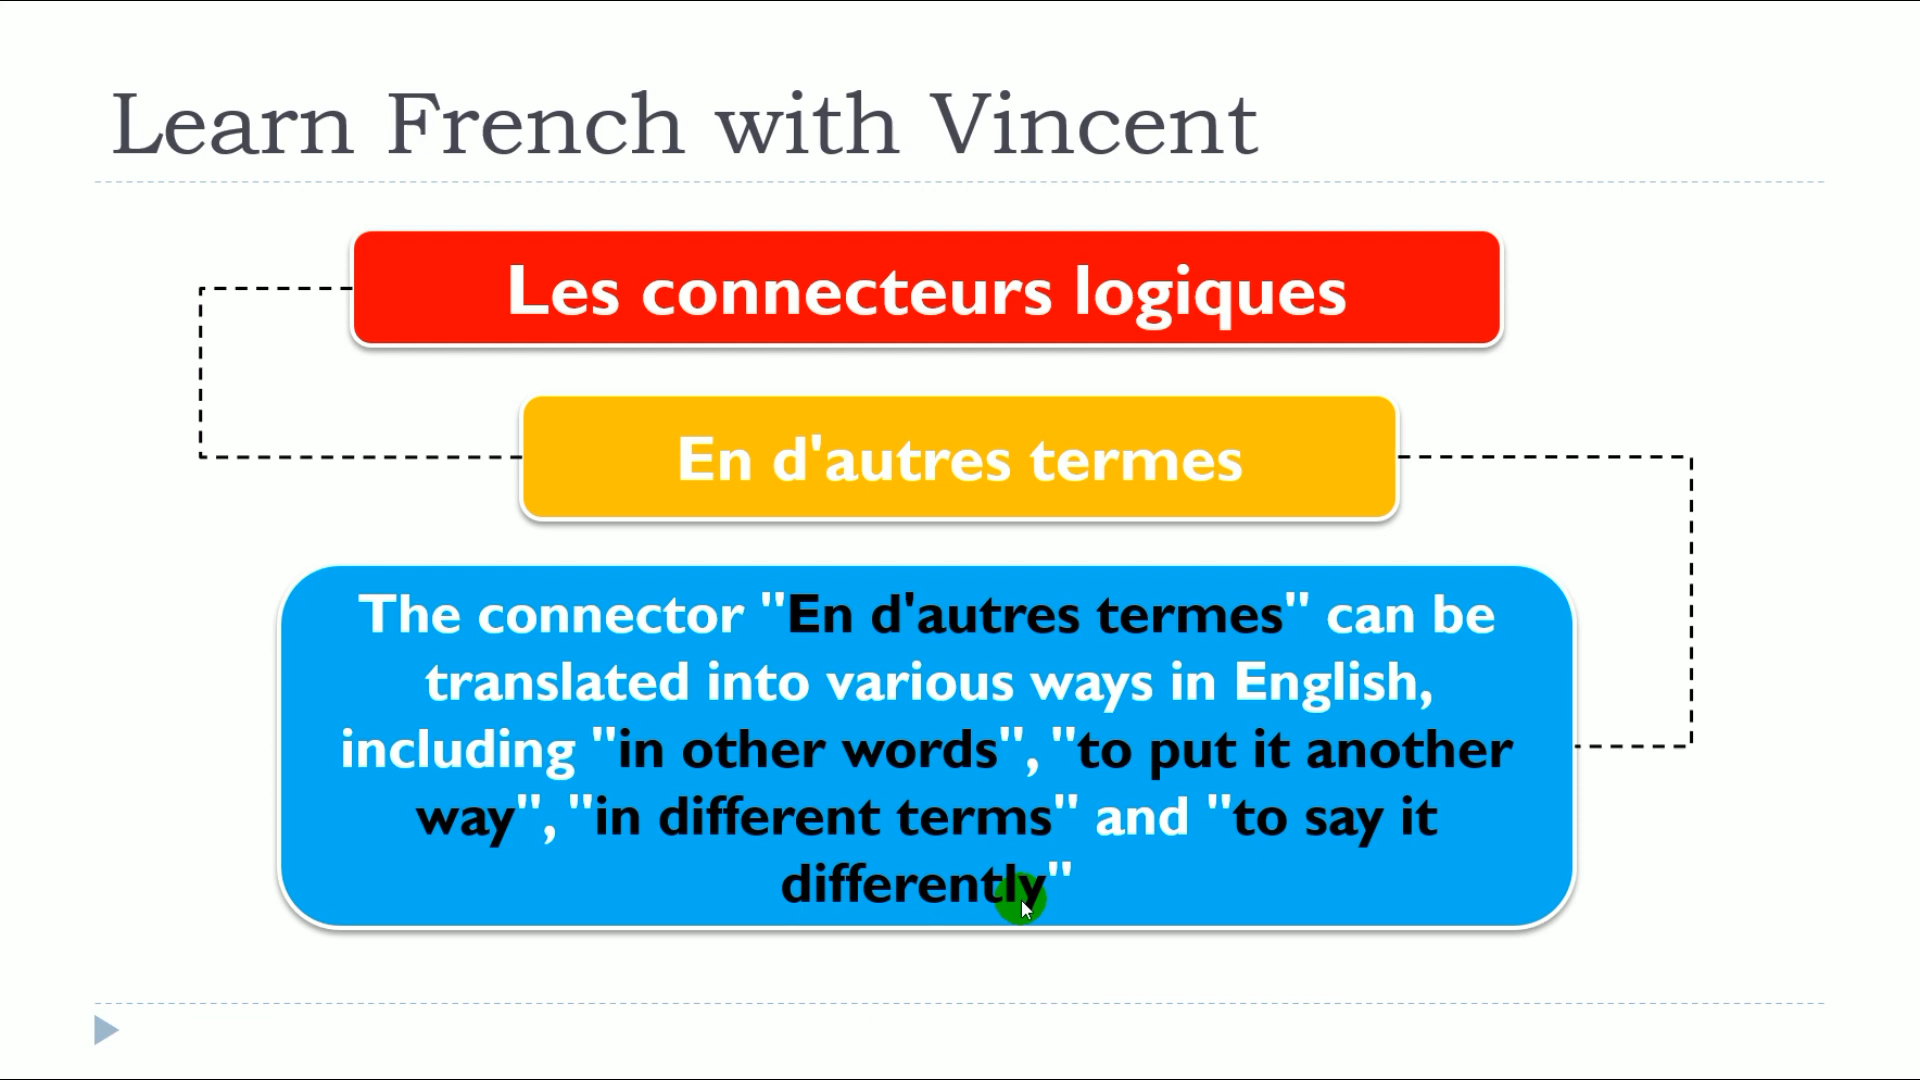 Learn French with Vincent
Les connecteurs logiques
En d'autres termes
The connector "En d'autres termes" can be
translated into various ways in English,
including "in other words", "to put it another
way", "in different terms" and "to say it
differently"